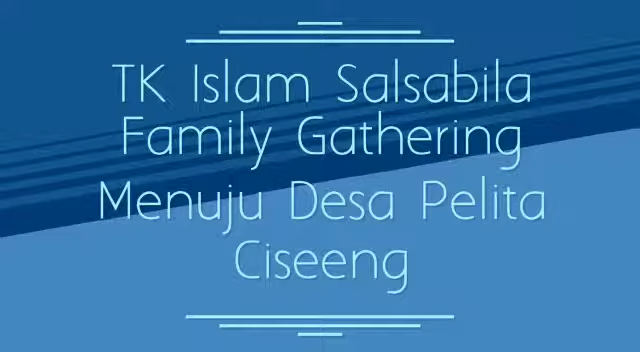 TK Islam Salsabila
Family Gathering
Menuju Desa Pelita
Ciseeng